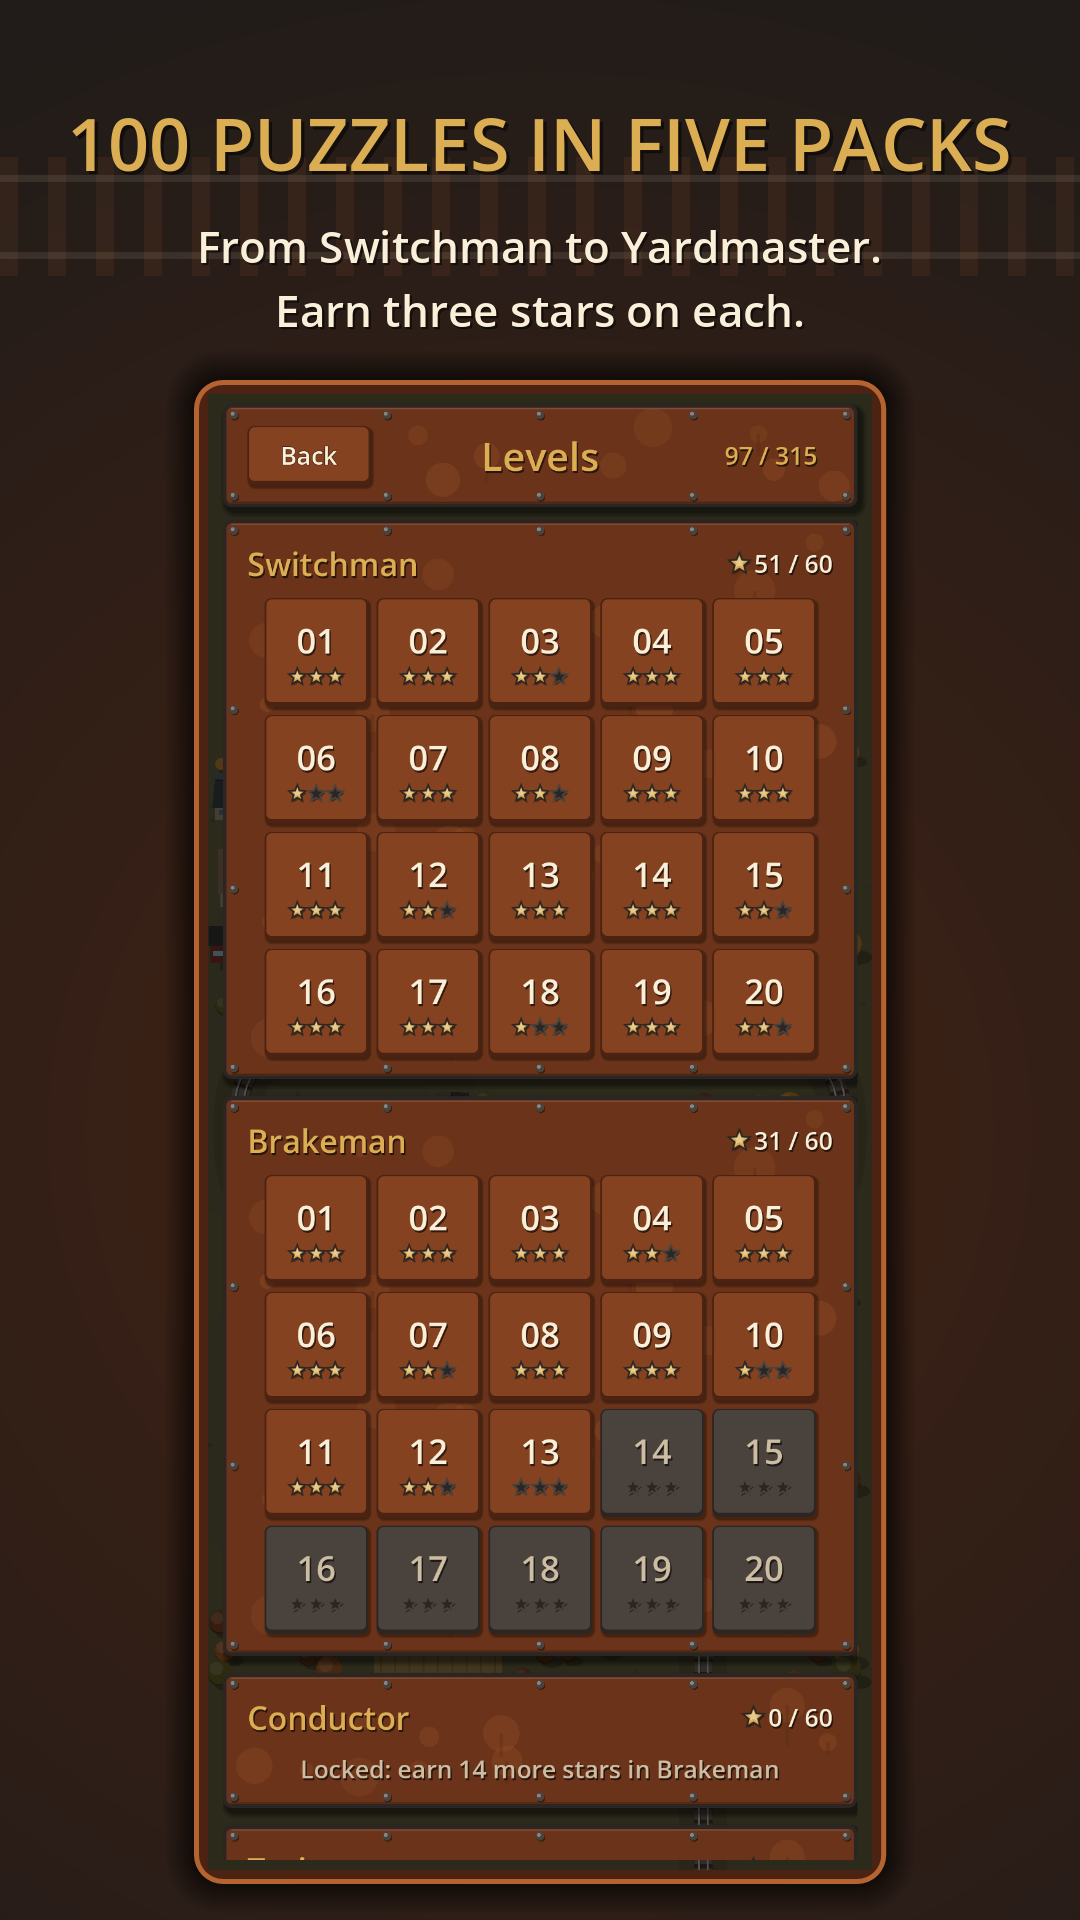 100 PUZZLES IN FIVE PACKS
From Switchman to Yardmaster.
Earn three stars on each.
Back Levels 97 / 315
Switchman 51 / 60
01 02 03 04 05
06 07 08 09 10
11 12 13 14 15
16 17 18 19 20
Brakeman 31 / 60
01 02 03 04 05
06 07 08 09 10
11 12 13 14 15
16 17 18 19 20
Conductor 0 / 60
Locked: earn 14 more stars in Brakeman